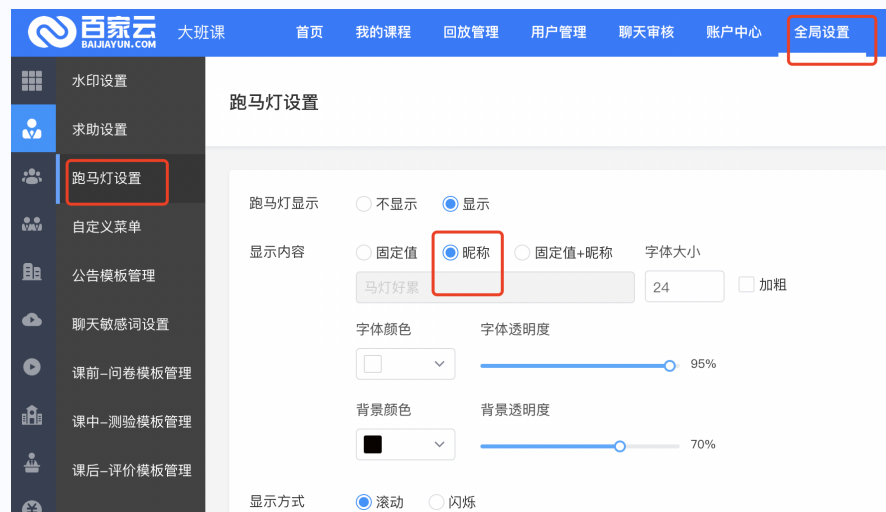 百家云 大班课 首页 我的课程 回放管理 用户管理 聊天审核 账户中心 全局设置
BAIJIAYUN.COM
水印设置
求助设置
跑马灯设置
自定义菜单
公告模板管理
聊天敏感词设置
课前–问卷模板管理
课中–测验模板管理
课后–评价模板管理
跑马灯设置
跑马灯显示 不显示 显示
显示内容 固定值 昵称 固定值+昵称 字体大小
马灯好累 24 加粗
字体颜色 字体透明度
95%
背景颜色 背景透明度
70%
显示方式 滚动 闪烁